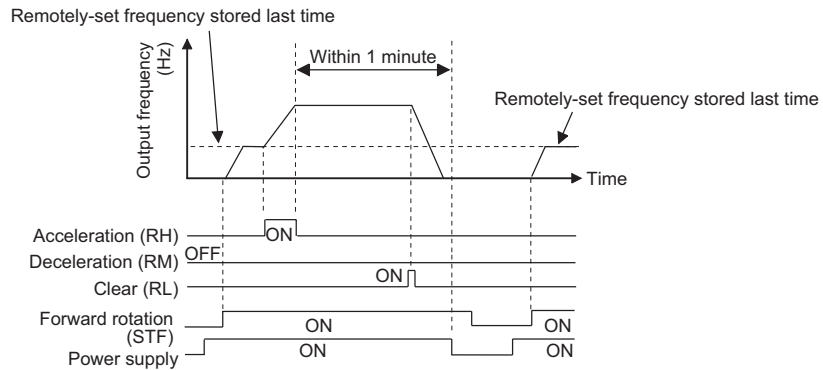 Remotely-set frequency stored last time
Output frequency
(Hz)
Within 1 minute
Remotely-set frequency stored last time
Time
Acceleration (RH)
ON
Deceleration (RM)
OFF
Clear (RL)
ON
Forward rotation
(STF)
ON
ON
Power supply
ON
ON